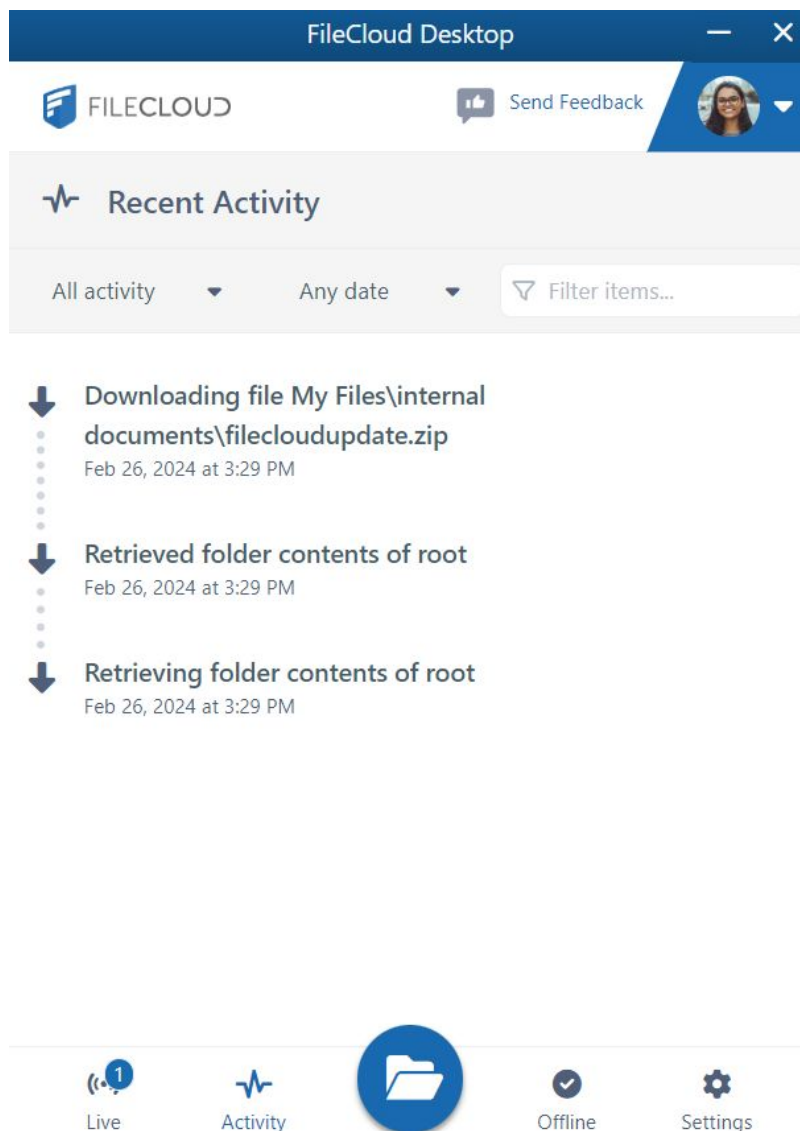 FileCloud Desktop
FILECLOUD
Send Feedback
Recent Activity
All activity
Any date
Filter items...
Downloading file My Files\internal
documents\filecloudupdate.zip
Feb 26, 2024 at 3:29 PM
Retrieved folder contents of root
Feb 26, 2024 at 3:29 PM
Retrieving folder contents of root
Feb 26, 2024 at 3:29 PM
1
Live
Activity
Offline
Settings